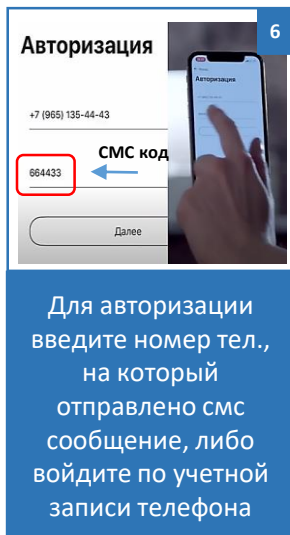 6
Авторизация
+7 (965) 135-44-43
СМС код
664433
Далее
Авторизация
Для авторизации
введите номер тел.,
на который
отправлено смс
сообщение, либо
войдите по учетной
записи телефона